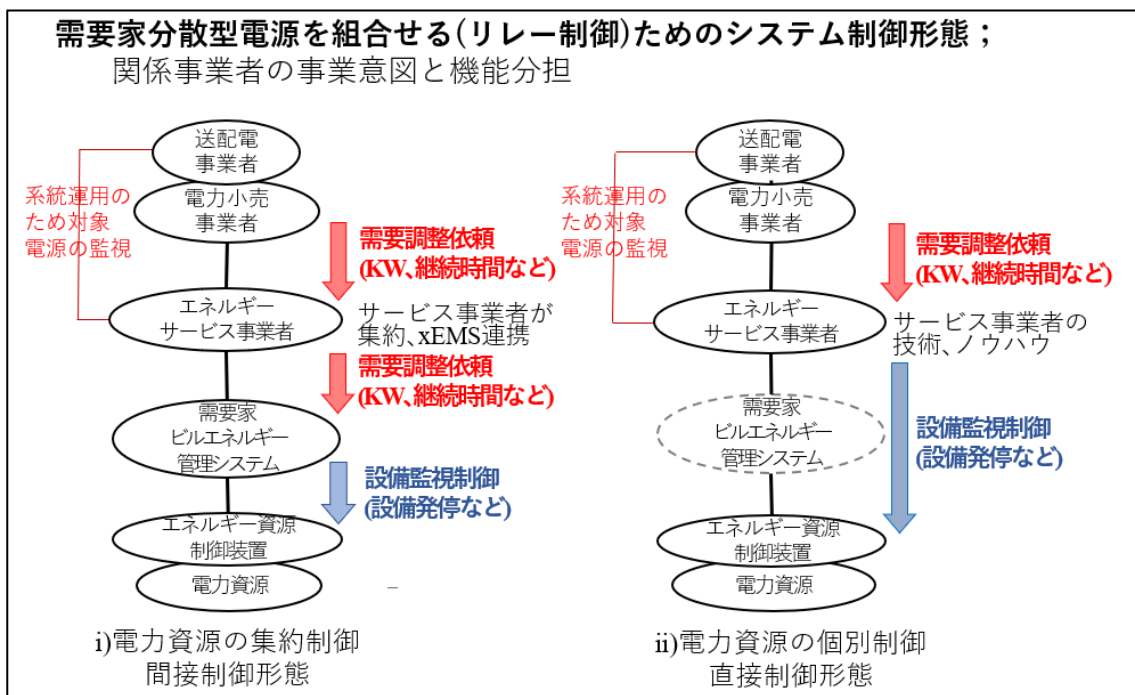 需要家分散型電源を組合せる(リレー制御)ためのシステム制御形態；
関係事業者の事業意図と機能分担
送配電
事業者
電力小売
事業者
系統運用の
ため対象
電源の監視
需要調整依頼
(KW、継続時間など)
エネルギー
サービス事業者
サービス事業者が
集約、xEMS連携
需要調整依頼
(KW、継続時間など)
需要家
ビルエネルギー
管理システム
設備監視制御
(設備発停など)
エネルギー資源
制御装置
電力資源
–
i)電力資源の集約制御
間接制御形態
送配電
事業者
電力小売
事業者
系統運用の
ため対象
電源の監視
需要調整依頼
(KW、継続時間など)
エネルギー
サービス事業者
サービス事業者の
技術、ノウハウ
需要家
ビルエネルギー
管理システム
設備監視制御
(設備発停など)
エネルギー資源
制御装置
電力資源
ii)電力資源の個別制御
直接制御形態